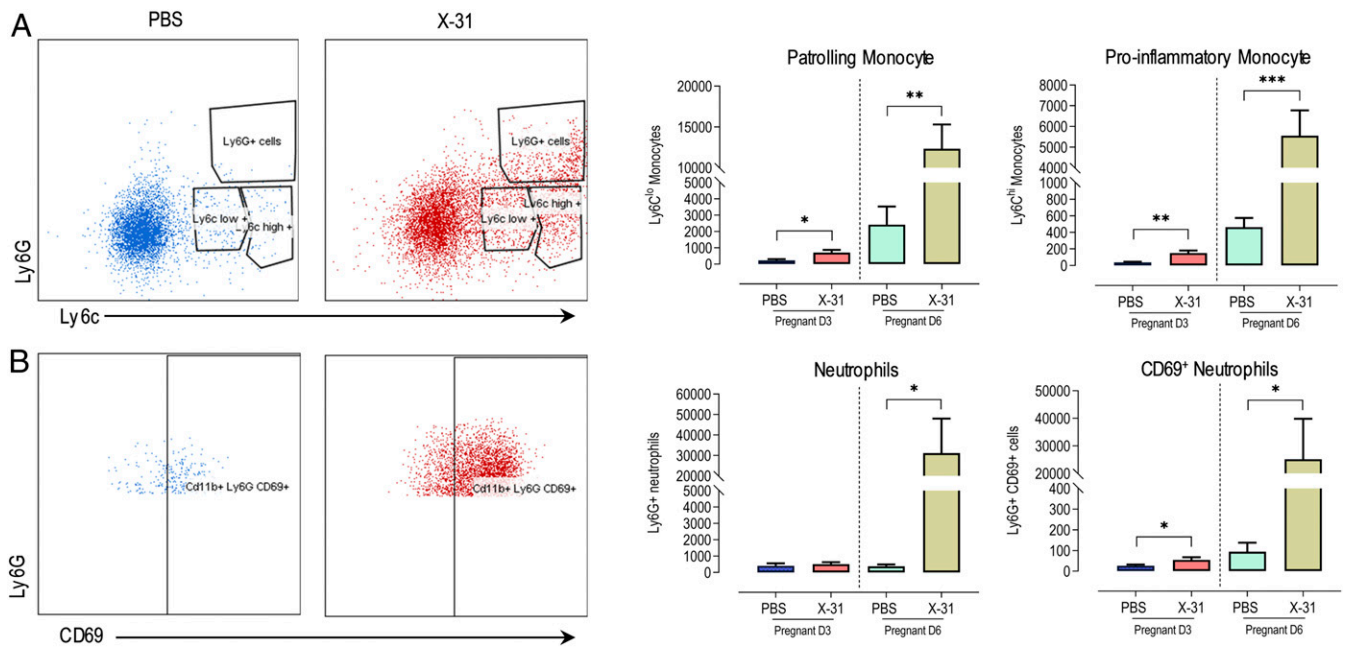 A
PBS
X-31
Ly6G+ cells
Ly6c low +
Ly6c high +
Ly6G+ cells
Ly6c low +
Ly6c high +
Ly6G
Ly6c
Patrolling Monocyte
Ly6C^lo Monocytes
20000
15000
10000
5000
4000
3000
2000
1000
0
*
**
PBS
X-31
PBS
X-31
Pregnant D3
Pregnant D6
Pro-inflammatory Monocyte
Ly6C^hi Monocytes
8000
7000
6000
5000
4000
1000
800
600
400
200
0
**
***
PBS
X-31
PBS
X-31
Pregnant D3
Pregnant D6
B
Cd11b+ Ly6G CD69+
Cd11b+ Ly6G CD69+
Ly6G
CD69
Neutrophils
Ly6G+ neutrophils
60000
50000
40000
30000
20000
10000
5000
4000
3000
2000
1000
0
*
PBS
X-31
PBS
X-31
Pregnant D3
Pregnant D6
CD69⁺ Neutrophils
Ly6G+ CD69+ cells
50000
40000
30000
20000
400
300
200
100
0
*
*
PBS
X-31
PBS
X-31
Pregnant D3
Pregnant D6